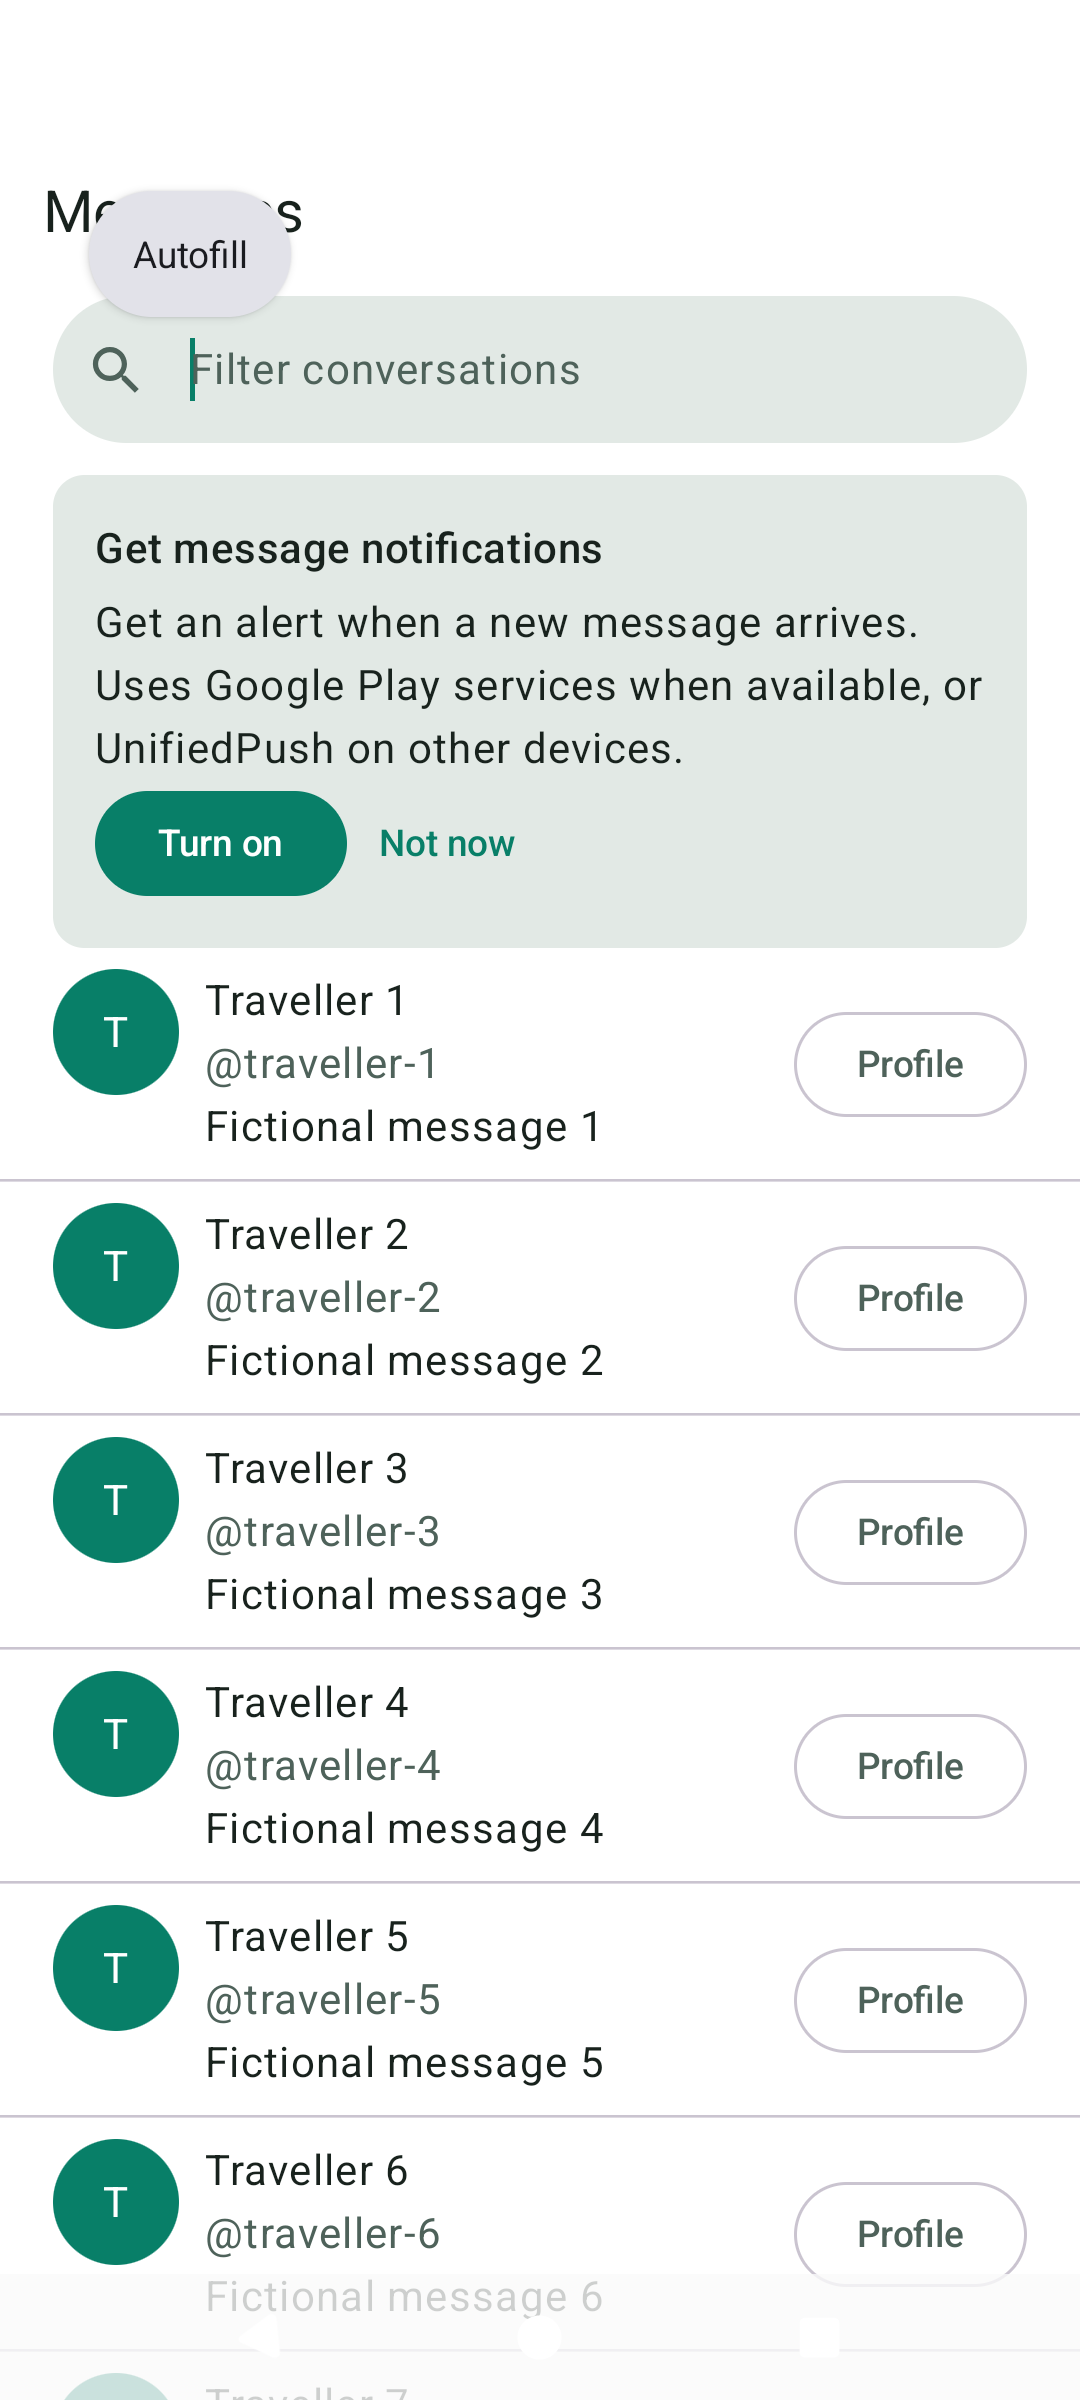 Autofill
Filter conversations
Get message notifications
Get an alert when a new message arrives.
Uses Google Play services when available, or
UnifiedPush on other devices.
Turn on
Not now
T
Traveller 1
@traveller-1
Fictional message 1
Profile
T
Traveller 2
@traveller-2
Fictional message 2
Profile
T
Traveller 3
@traveller-3
Fictional message 3
Profile
T
Traveller 4
@traveller-4
Fictional message 4
Profile
T
Traveller 5
@traveller-5
Fictional message 5
Profile
T
Traveller 6
@traveller-6
Fictional message 6
Profile
Traveller 7